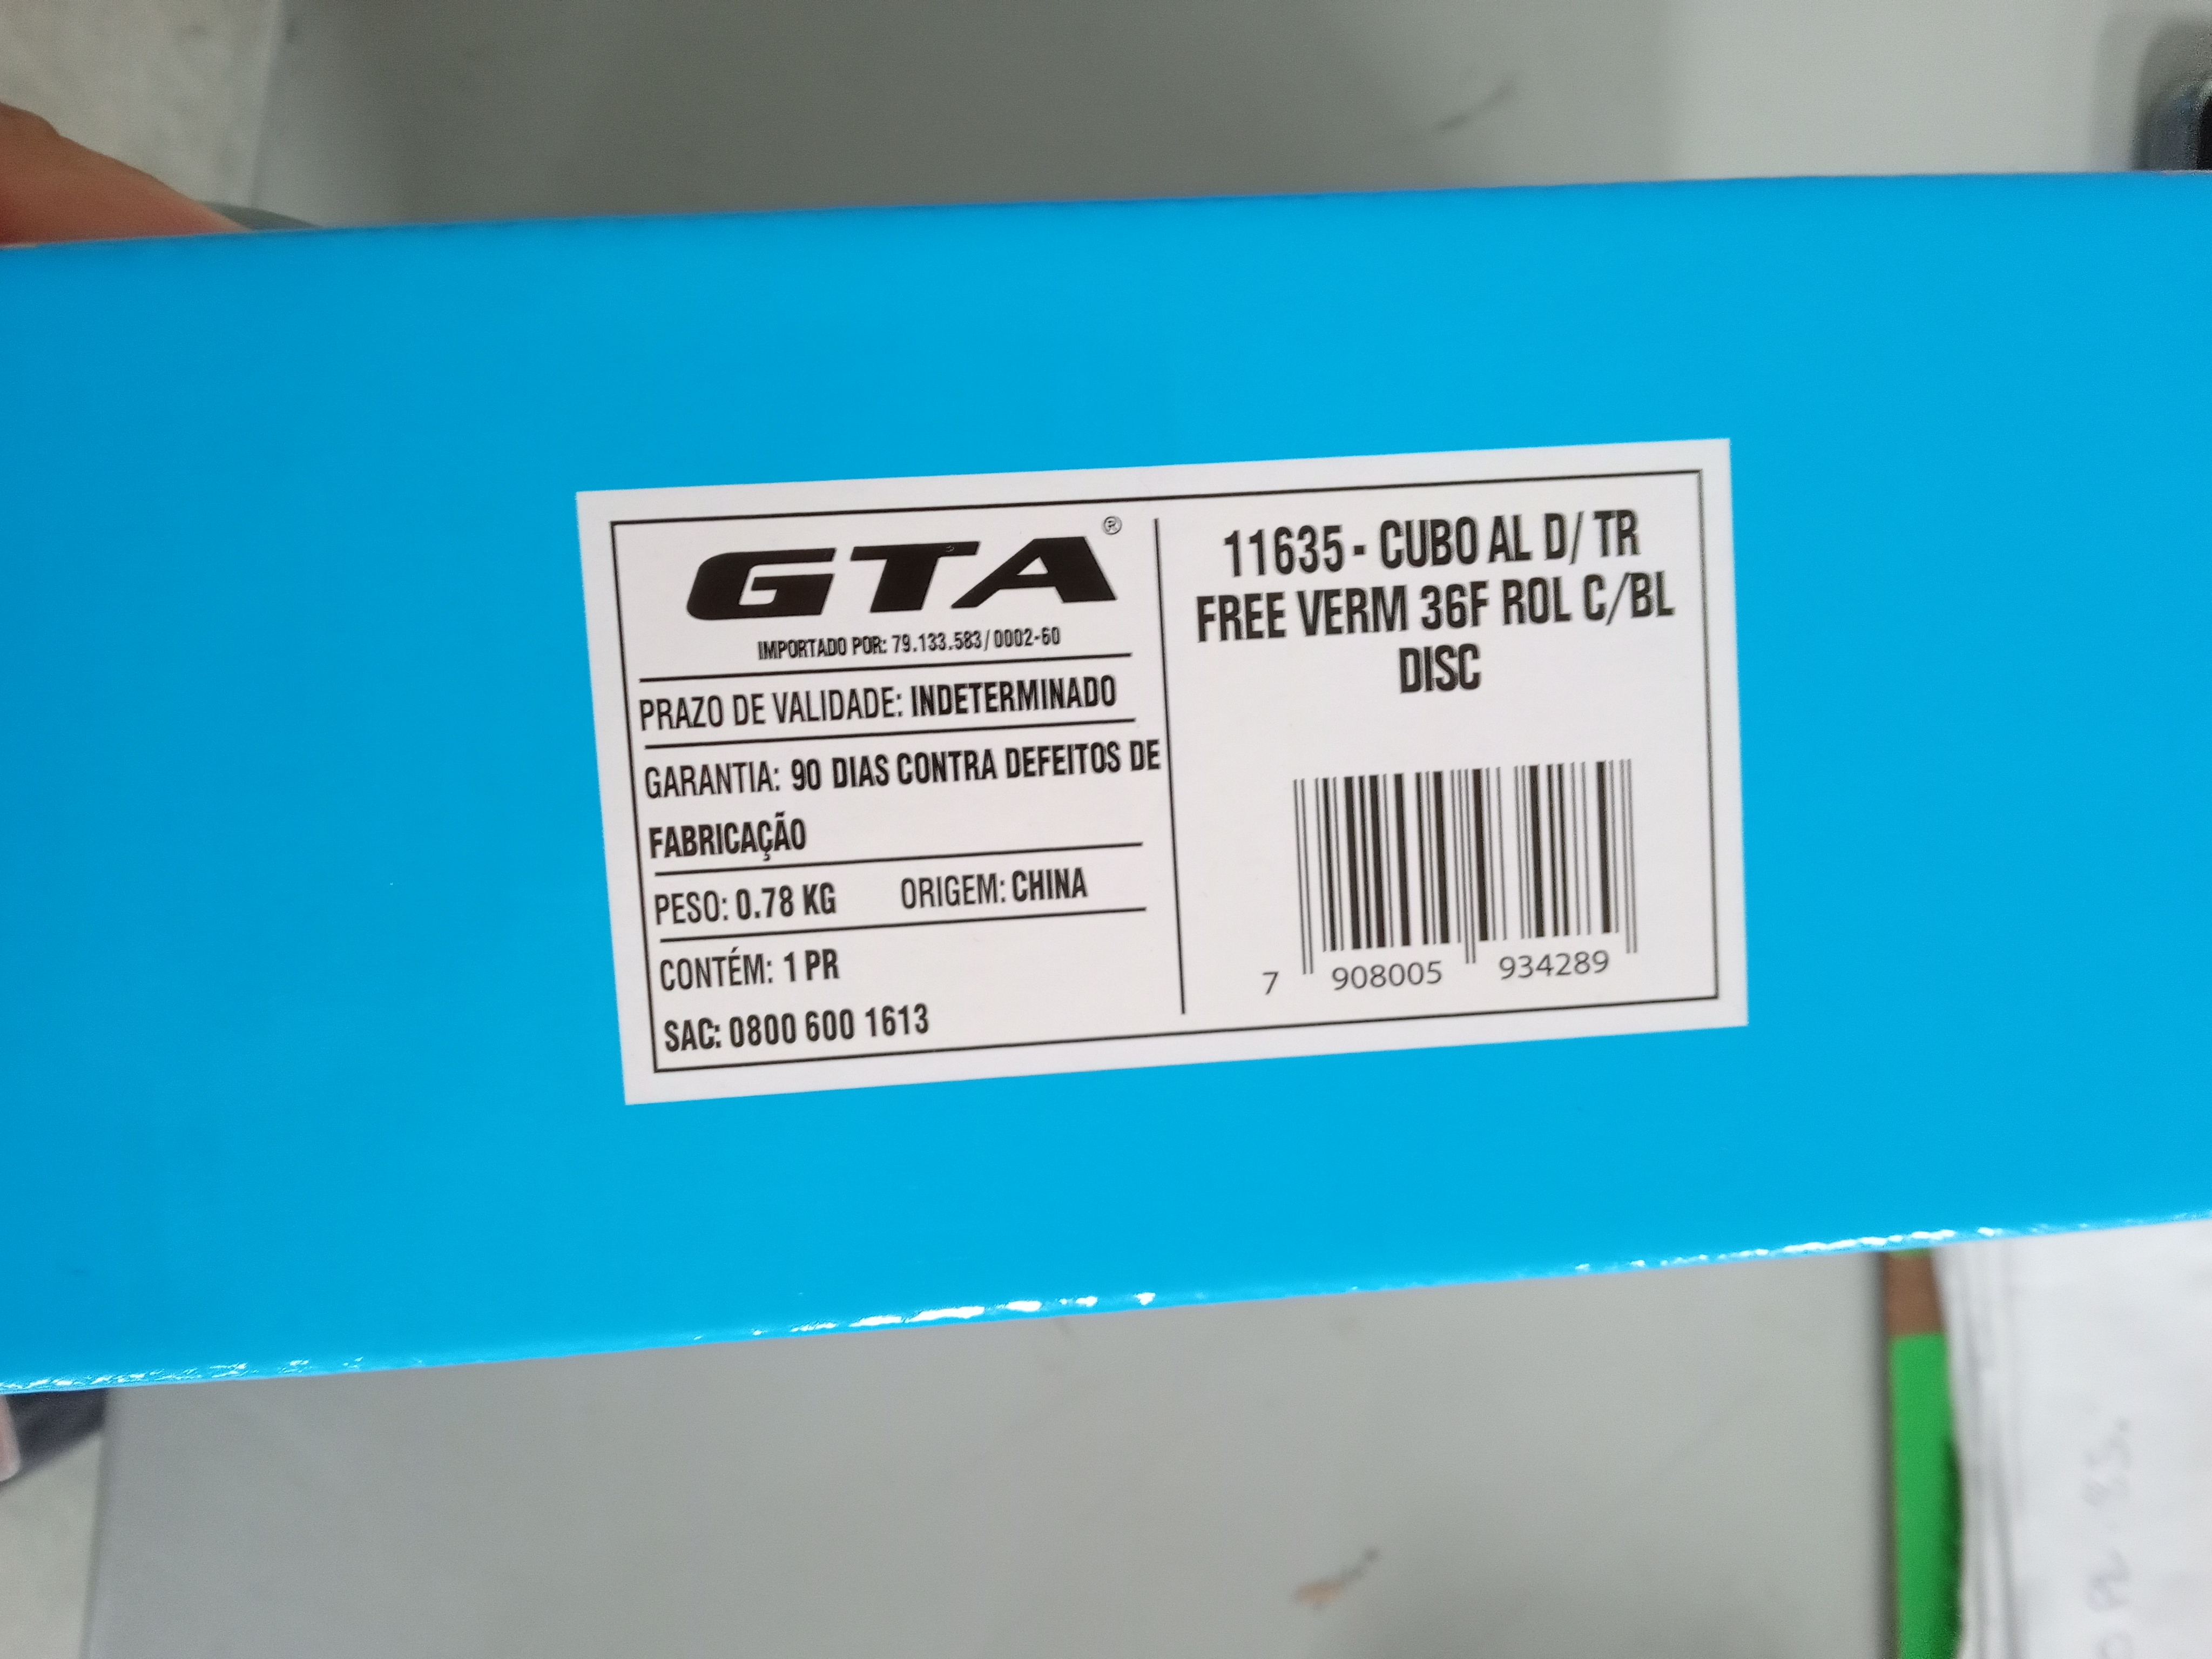 GTA®
IMPORTADO POR: 79.133.583/0002-60
PRAZO DE VALIDADE: INDETERMINADO
GARANTIA: 90 DIAS CONTRA DEFEITOS DE
FABRICAÇÃO
PESO: 0.78 KG ORIGEM: CHINA
CONTÉM: 1 PR
SAC: 0800 600 1613
11635 - CUBO AL D/ TR
FREE VERM 36F ROL C/BL
DISC
7 908005 934289